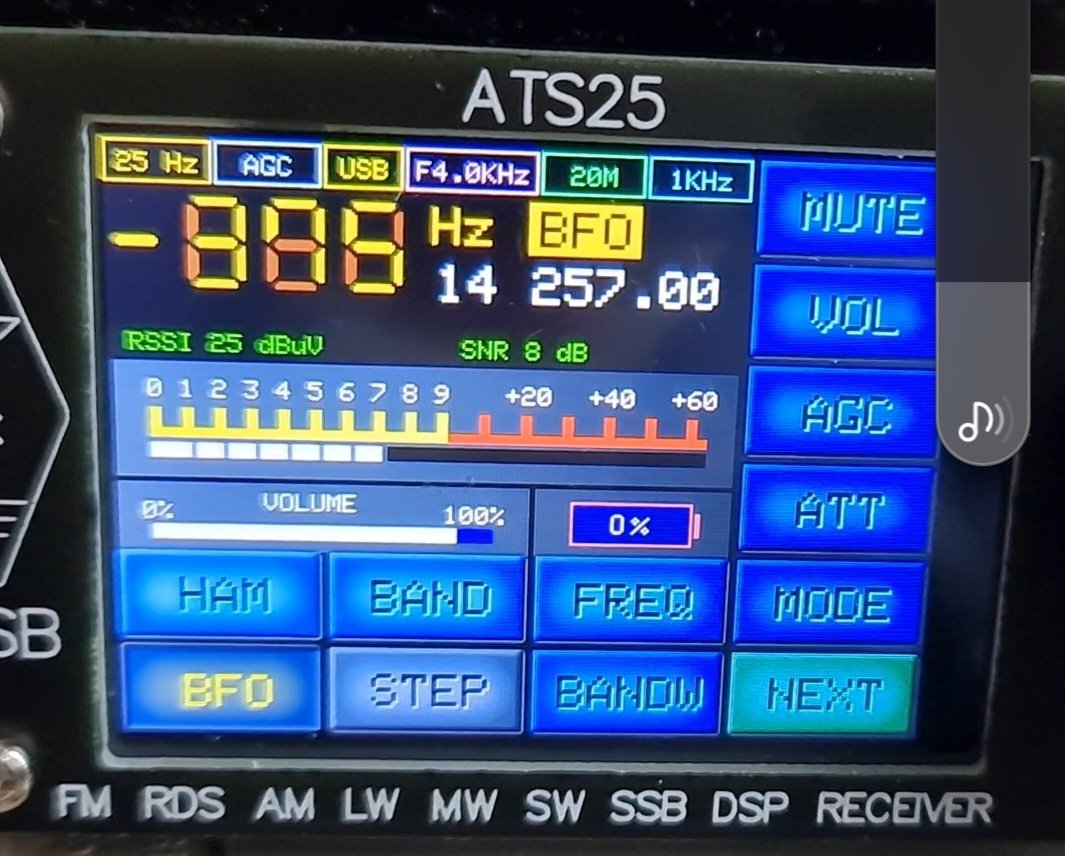 ATS25
25 Hz AGC USB F4.0KHz 20M 1KHz
MUTE
Hz BFO
14 257.00
VOL
RSSI 25 dBuV SNR 8 dB
0 1 2 3 4 5 6 7 8 9 +20 +40 +60
AGC
0% VOLUME 100%
0%
ATT
HAM BAND FREQ MODE
SB
BFO STEP BANDW NEXT
FM RDS AM LW MW SW SSB DSP RECEIVER